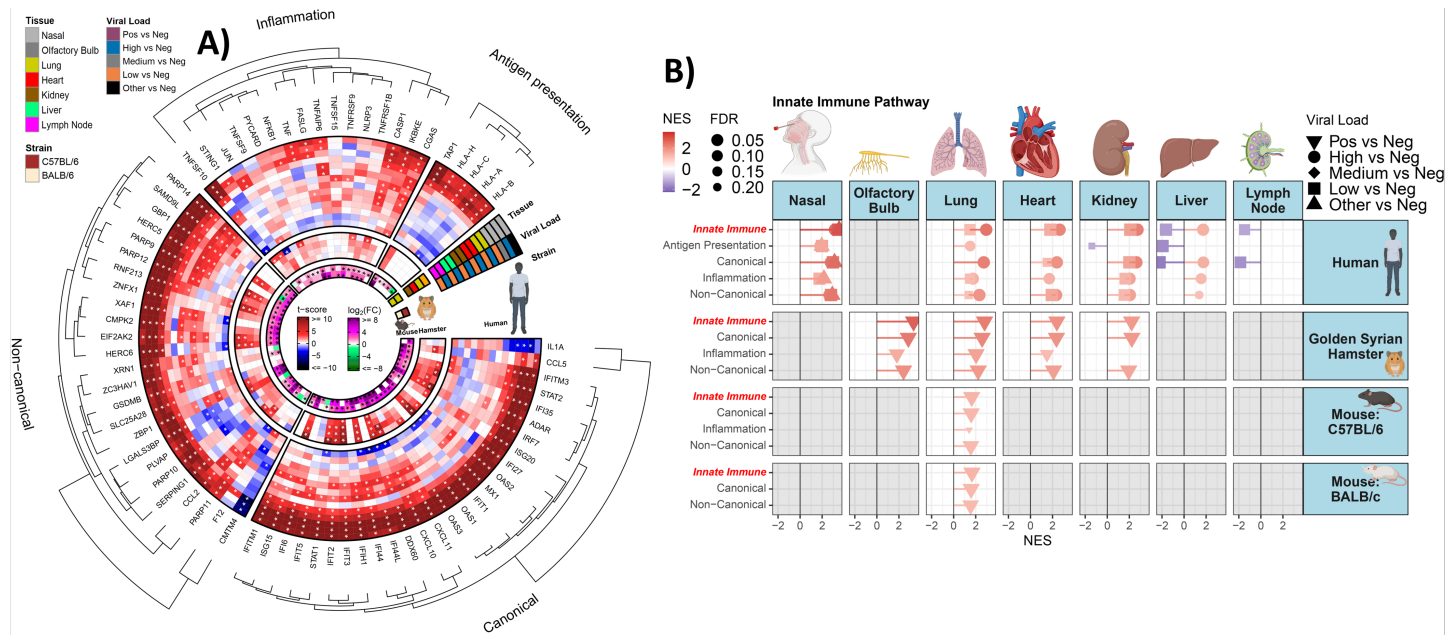 A)
Tissue
Nasal
Olfactory Bulb
Lung
Heart
Kidney
Liver
Lymph Node
Viral Load
Pos vs Neg
High vs Neg
Medium vs Neg
Low vs Neg
Other vs Neg
Strain
C57BL/6
BALB/6
Inflammation
Antigen presentation
Non-canonical
Canonical
TNFSF10
STING1
JUN
TNFSF9
PYCARD
NFKB1
TNF
FASLG
TNFAIP6
TNFSF15
TNFRSF9
NLRP3
TNFRSF1B
CASP1
IKBKE
CGAS
TAP1
HLA-H
HLA-C
HLA-A
HLA-B
Tissue
Viral Load
Strain
IL1A
CCL5
IFITM3
STAT2
IFI35
ADAR
IRF7
ISG20
IFI27
OAS2
MX1
IFIT1
OAS1
OAS3
CXCL11
CXCL10
DDX60
IFI44L
IFI44
IFIH1
IFIT3
IFIT2
STAT1
IFIT5
IFI6
ISG15
IFITM1
CMTM4
F12
PARP11
CCL2
SERPING1
PARP10
PLVAP
LGALS3BP
ZBP1
SLC25A28
GSDMB
ZC3HAV1
XRN1
HERC6
EIF2AK2
CMPK2
XAF1
ZNFX1
RNF213
PARP12
PARP9
HERC5
GBP1
SAMD9L
PARP14
t-score
>= 10
5
0
-5
<= -10
log2(FC)
>= 8
4
0
-4
<= -8
Mouse
Hamster
Human
B)
Innate Immune Pathway
NES
2
0
−2
FDR
0.05
0.10
0.15
0.20
Viral Load
Pos vs Neg
High vs Neg
Medium vs Neg
Low vs Neg
Other vs Neg
Nasal
Olfactory
Bulb
Lung
Heart
Kidney
Liver
Lymph
Node
Innate Immune
Antigen Presentation
Canonical
Inflammation
Non-Canonical
Human
Innate Immune
Canonical
Inflammation
Non-Canonical
Golden Syrian
Hamster
Innate Immune
Canonical
Inflammation
Non-Canonical
Mouse:
C57BL/6
Innate Immune
Canonical
Non-Canonical
Mouse:
BALB/c
−2 0 2 −2 0 2 −2 0 2 −2 0 2 −2 0 2 −2 0 2 −2 0 2
NES